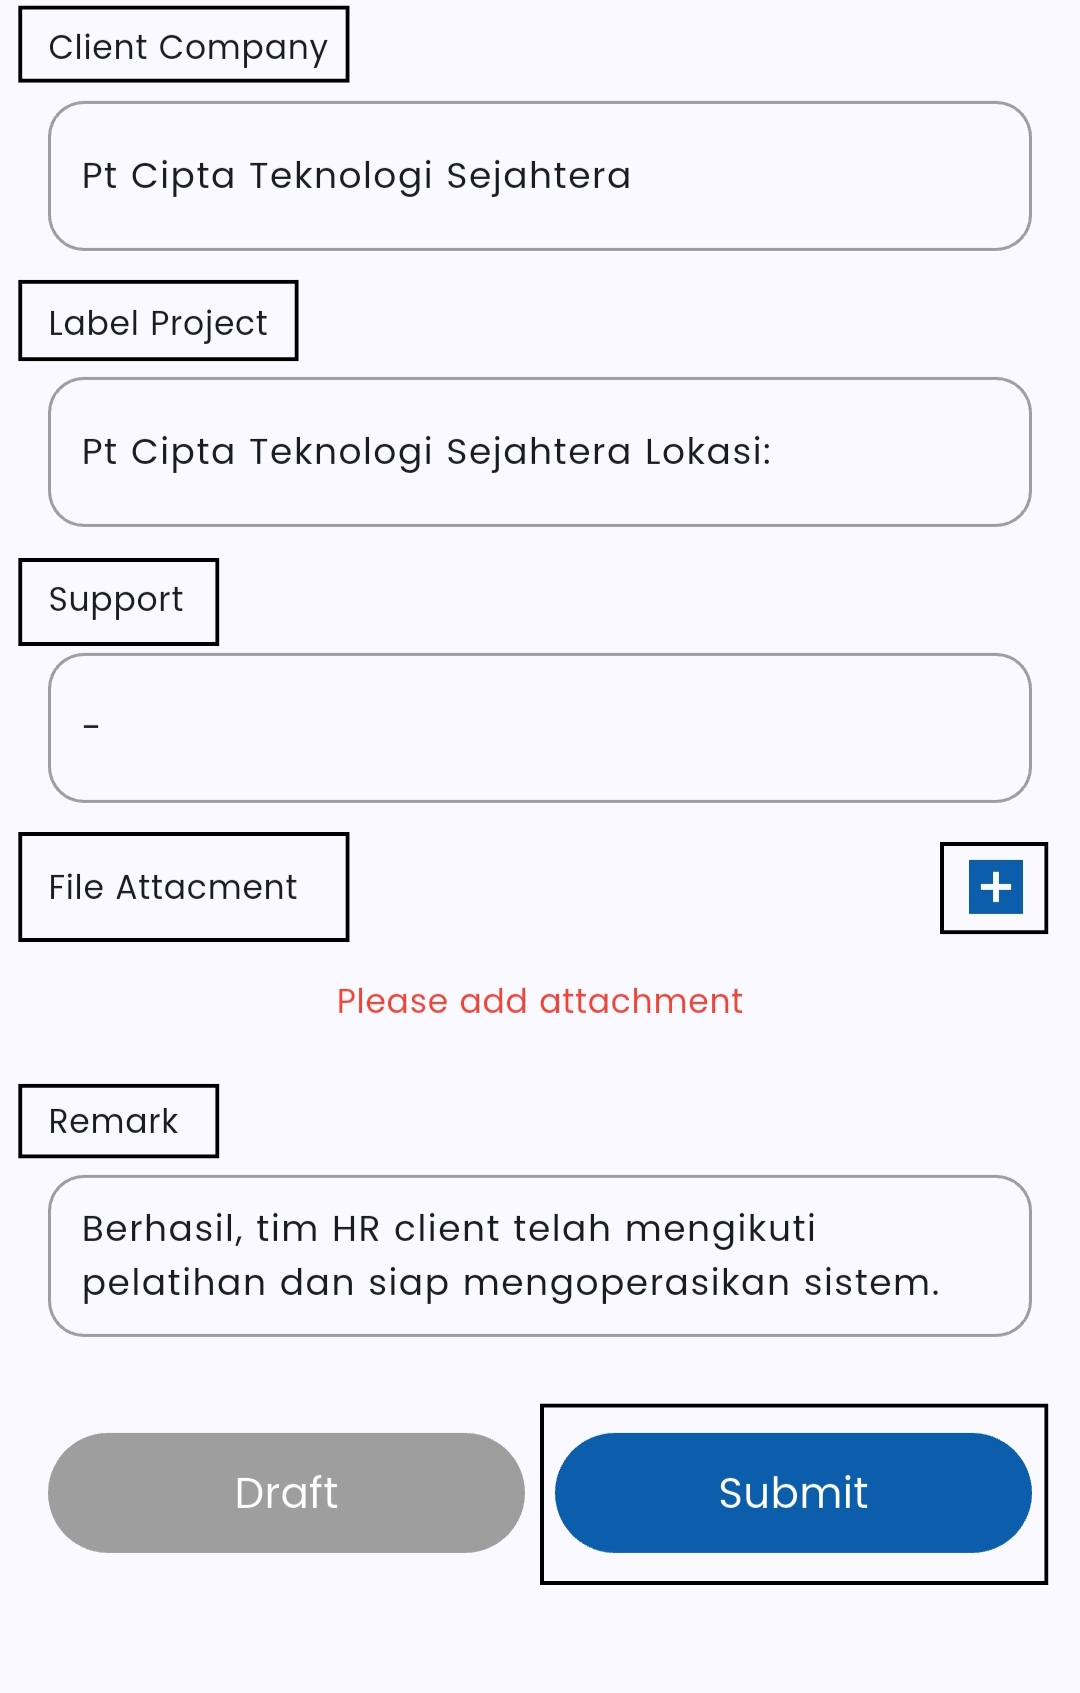 Client Company
Pt Cipta Teknologi Sejahtera
Label Project
Pt Cipta Teknologi Sejahtera Lokasi:
Support
-
File Attacment
Please add attachment
Remark
Berhasil, tim HR client telah mengikuti
pelatihan dan siap mengoperasikan sistem.
Draft
Submit